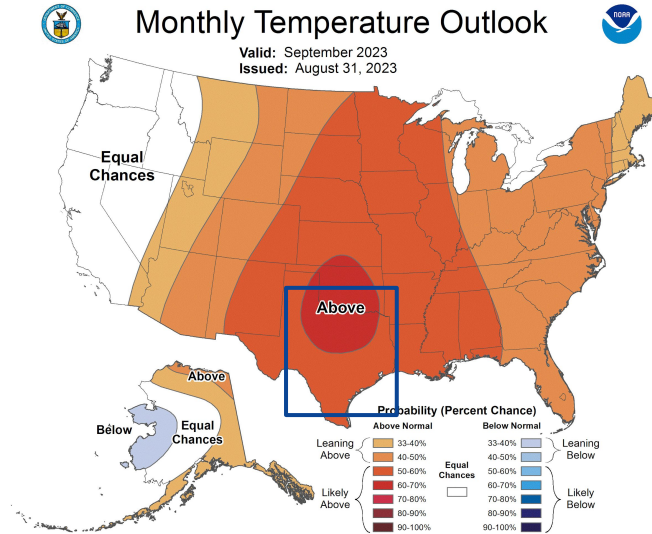 Monthly Temperature Outlook
Valid: September 2023
Issued: August 31, 2023
NOAA
Equal
Chances
Above
Above
Below
Equal
Chances
Probability (Percent Chance)
Above Normal
Below Normal
Leaning
Above
33-40%
40-50%
Likely
Above
50-60%
60-70%
70-80%
80-90%
90-100%
Equal
Chances
33-40%
40-50%
Leaning
Below
50-60%
60-70%
70-80%
80-90%
90-100%
Likely
Below